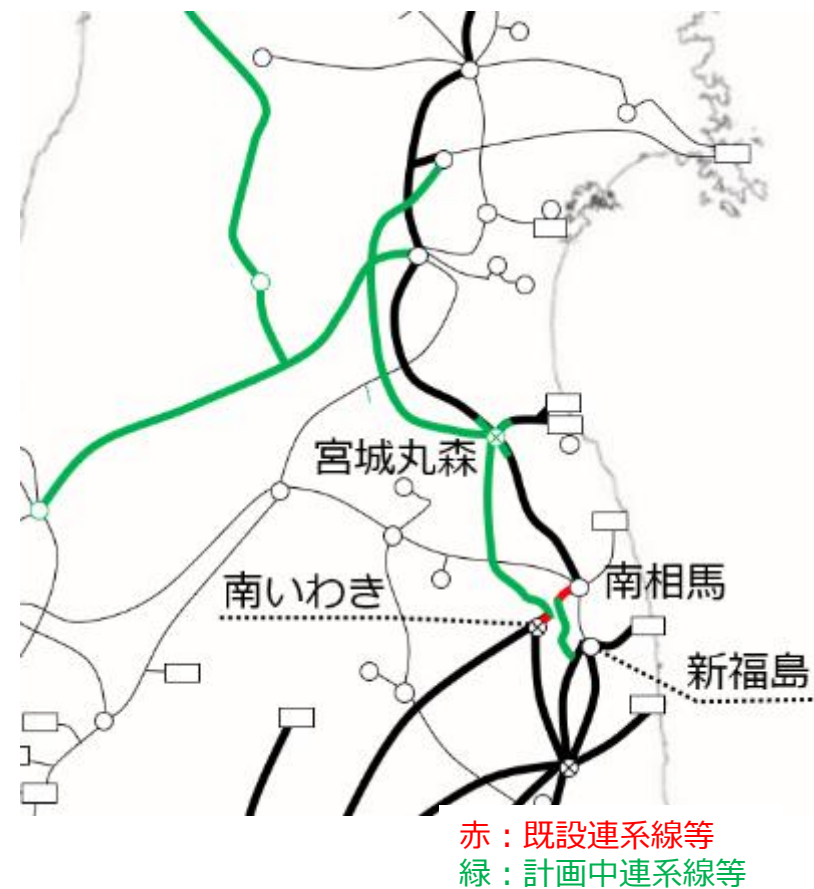 宮城丸森
南相馬
南いわき
新福島
赤：既設連系線等
緑：計画中連系線等